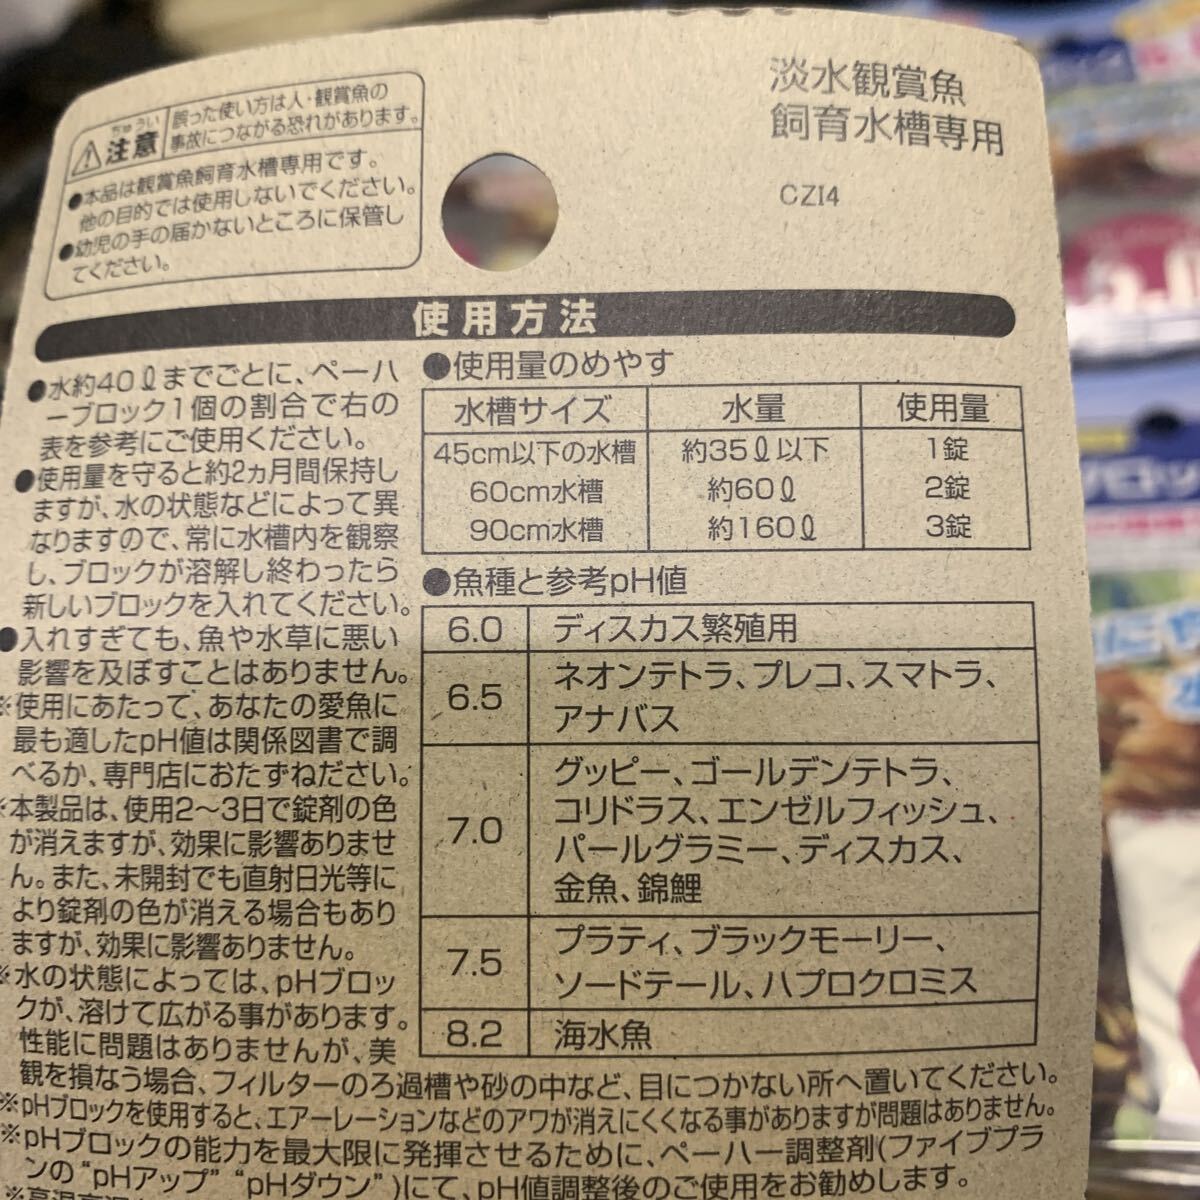 淡水観賞魚
飼育水槽専用
CZI4
ちゅうい
注意
誤った使い方は人・観賞魚の
事故につながる恐れがあります。
●本品は観賞魚飼育水槽専用です。
他の目的では使用しないでください。
●幼児の手の届かないところに保管し
てください。
使用方法
●水約40ℓまでごとに、ペーハ
ーブロック1個の割合で右の
表を参考にご使用ください。
●使用量を守ると約2ヵ月間保持し
ますが、水の状態などによって異
なりますので、常に水槽内を観察
し、ブロックが溶解し終わったら
新しいブロックを入れてください。
●入れすぎても、魚や水草に悪い
影響を及ぼすことはありません。
※使用にあたって、あなたの愛魚に
最も適したpH値は関係図書で調
べるか、専門店におたずねください。
※本製品は、使用2〜3日で錠剤の色
が消えますが、効果に影響ありませ
ん。また、未開封でも直射日光等に
より錠剤の色が消える場合もあり
ますが、効果に影響ありません。
※水の状態によっては、pHブロッ
クが、溶けて広がる事があります。
性能に問題はありませんが、美
観を損なう場合、フィルターのろ過槽や砂の中など、目につかない所へ置いてください。
※pHブロックを使用すると、エアーレーションなどのアワが消えにくくなる事がありますが問題はありません。
※pHブロックの能力を最大限に発揮させるために、ペーハー調整剤(ファイブプラ
ンの“pHアップ”“pHダウン”)にて、pH値調整後のご使用をお勧めします。
●使用量のめやす
水槽サイズ 水量 使用量
45cm以下の水槽 約35ℓ以下 1錠
60cm水槽 約60ℓ 2錠
90cm水槽 約160ℓ 3錠
●魚種と参考pH値
6.0 ディスカス繁殖用
6.5 ネオンテトラ、プレコ、スマトラ、
アナバス
7.0 グッピー、ゴールデンテトラ、
コリドラス、エンゼルフィッシュ、
パールグラミー、ディスカス、
金魚、錦鯉
7.5 プラティ、ブラックモーリー、
ソードテール、ハプロクロミス
8.2 海水魚